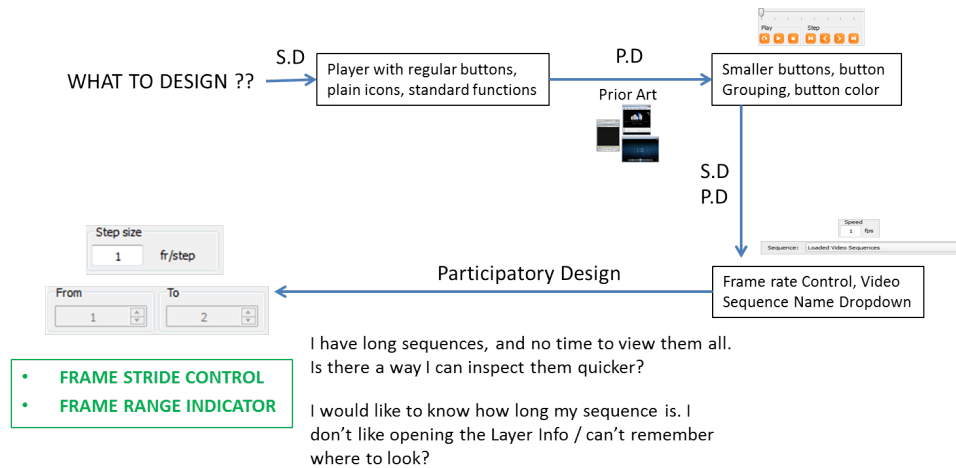 WHAT TO DESIGN ??
S.D
Player with regular buttons,
plain icons, standard functions
P.D
Prior Art
Play
Step
Smaller buttons, button
Grouping, button color
S.D
P.D
Speed
1 fps
Sequence: Loaded Video Sequences
Frame rate Control, Video
Sequence Name Dropdown
Participatory Design
Step size
1 fr/step
From
To
1
2
• FRAME STRIDE CONTROL
• FRAME RANGE INDICATOR
I have long sequences, and no time to view them all.
Is there a way I can inspect them quicker?
I would like to know how long my sequence is. I
don’t like opening the Layer Info / can’t remember
where to look?